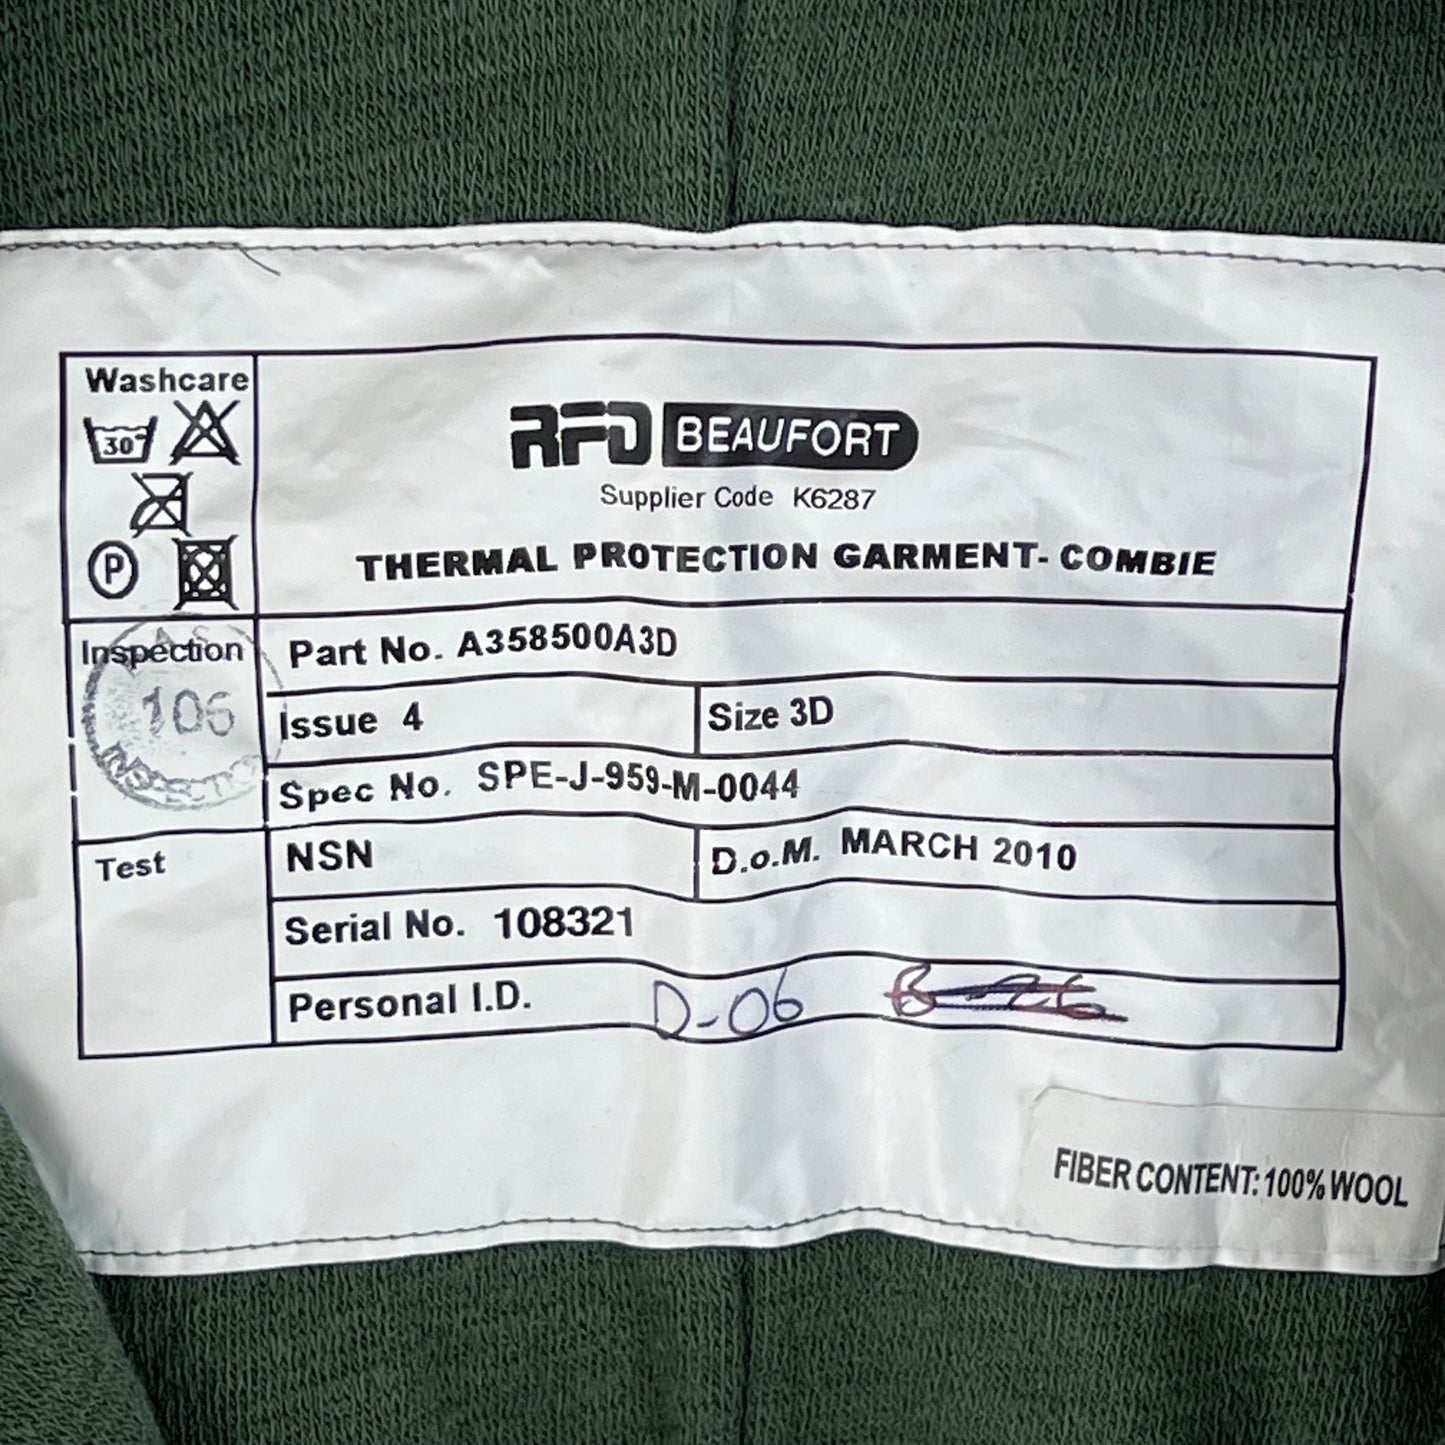 Washcare
30°
P
RFD BEAUFORT
Supplier Code K6287
THERMAL PROTECTION GARMENT- COMBIE
Inspection
106
INSPECTION
Part No. A358500A3D
Issue 4
Size 3D
Spec No. SPE-J-959-M-0044
Test
NSN
D.o.M. MARCH 2010
Serial No. 108321
Personal I.D. D-06
FIBER CONTENT: 100% WOOL